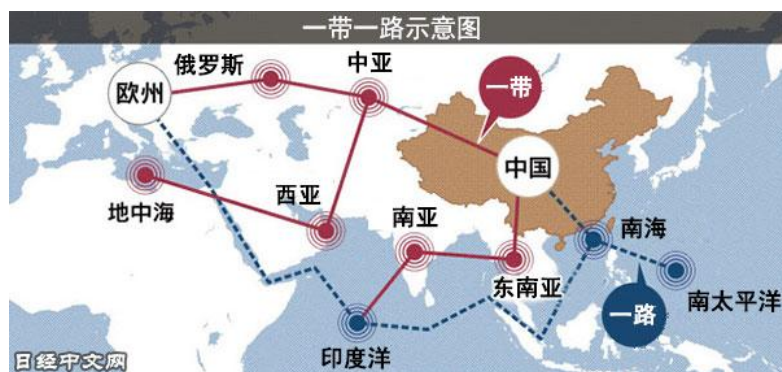 一带一路示意图
俄罗斯
中亚
欧州
一带
中国
地中海
西亚
南亚
南海
东南亚
南太平洋
一路
印度洋
日经中文网